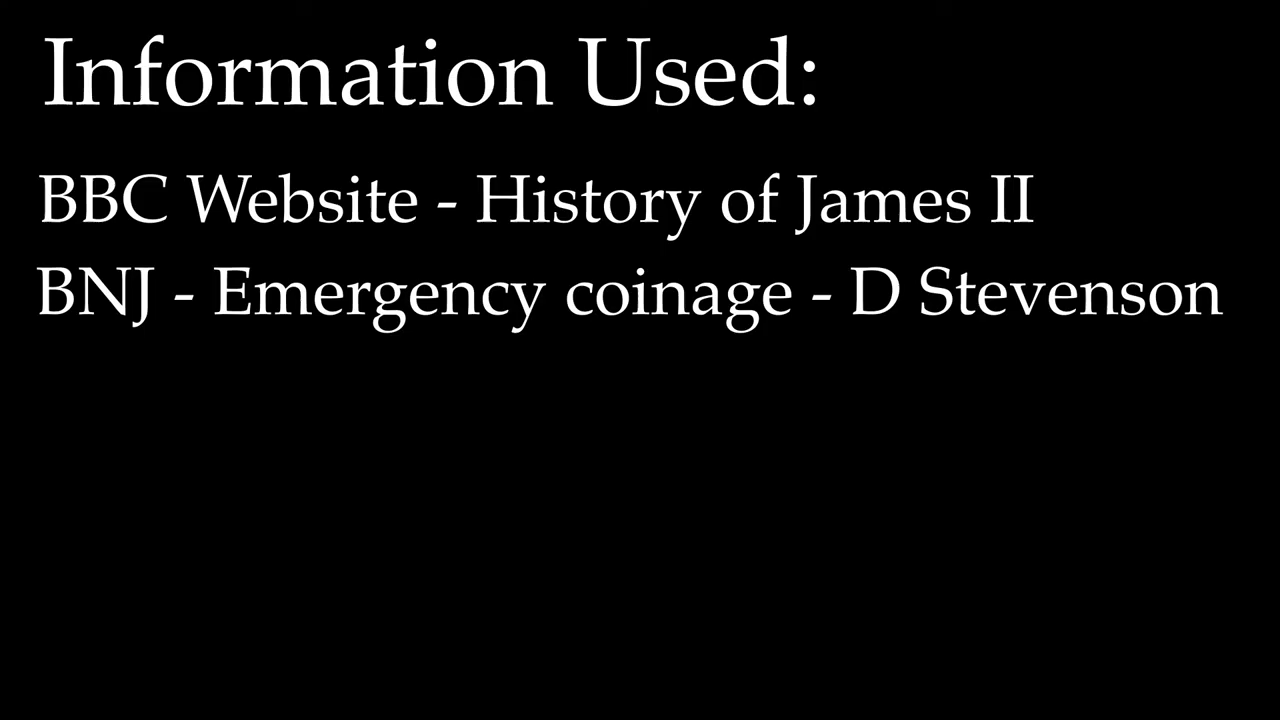 Information Used:
BBC Website - History of James II
BNJ - Emergency coinage - D Stevenson